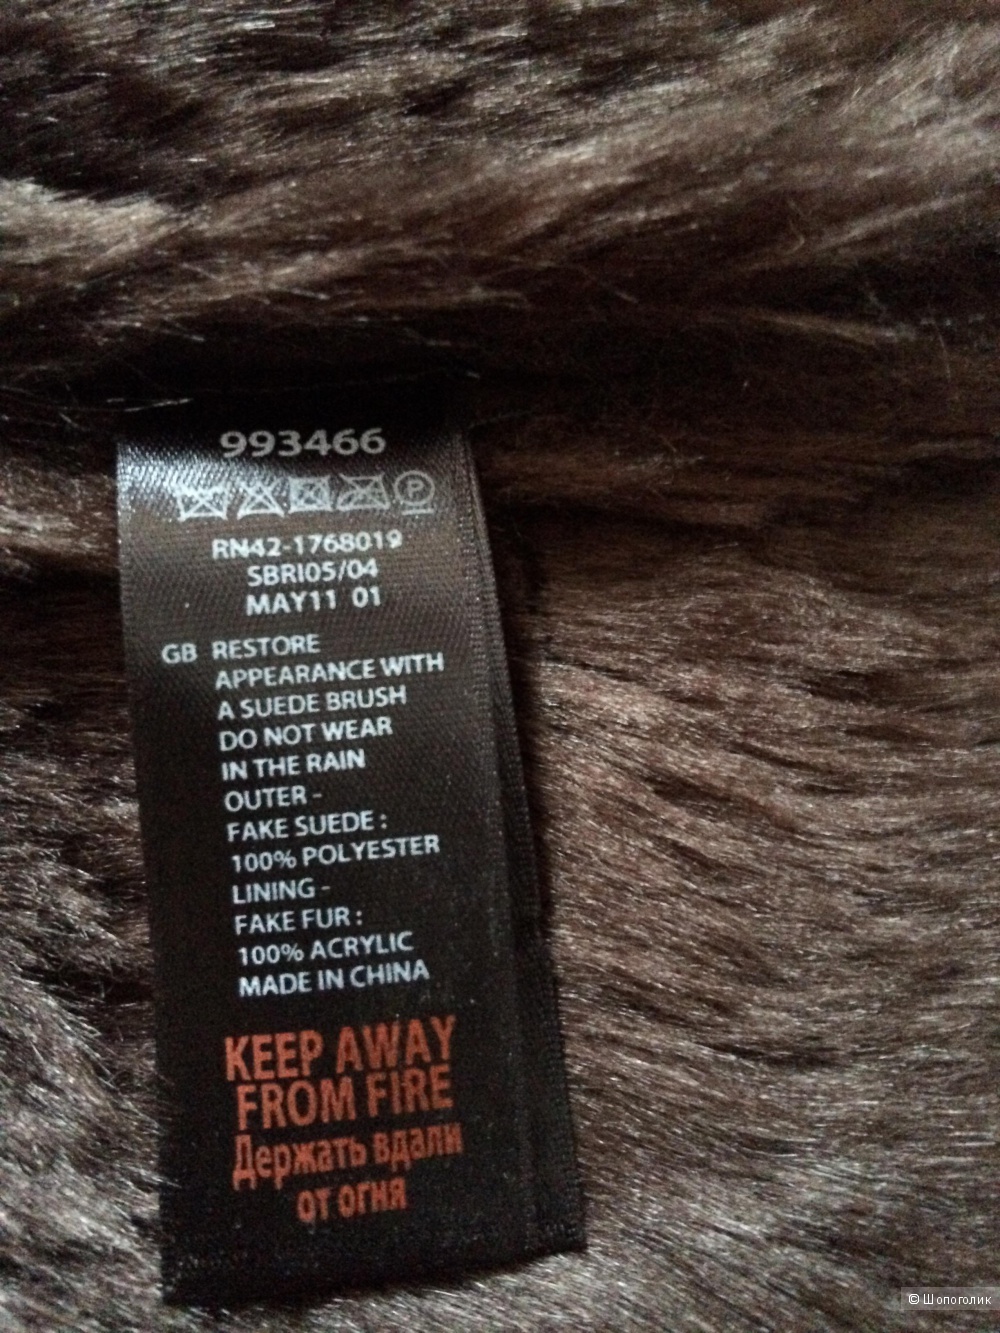 993466
P
RN42-1768019
SBRI05/04
MAY11 01
GB RESTORE
APPEARANCE WITH
A SUEDE BRUSH
DO NOT WEAR
IN THE RAIN
OUTER -
FAKE SUEDE :
100% POLYESTER
LINING -
FAKE FUR :
100% ACRYLIC
MADE IN CHINA
KEEP AWAY
FROM FIRE
Держать вдали
от огня
© Шопоголик